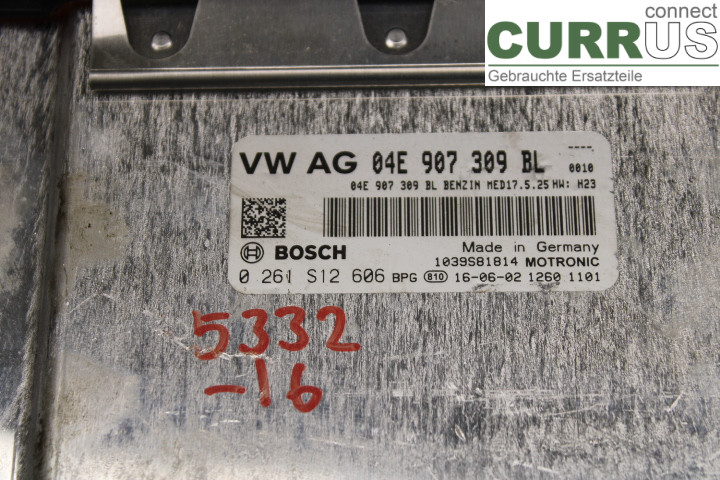 connect
CURRUS
Gebrauchte Ersatzteile
VW AG 04E 907 309 BL 0010
04E 907 309 BL BENZIN MED17.5.25 HW: H23
BOSCH
Made in Germany
1039S81814 MOTRONIC
0 261 S12 606 BPG 810 16-06-02 1260 1101
5332
-16